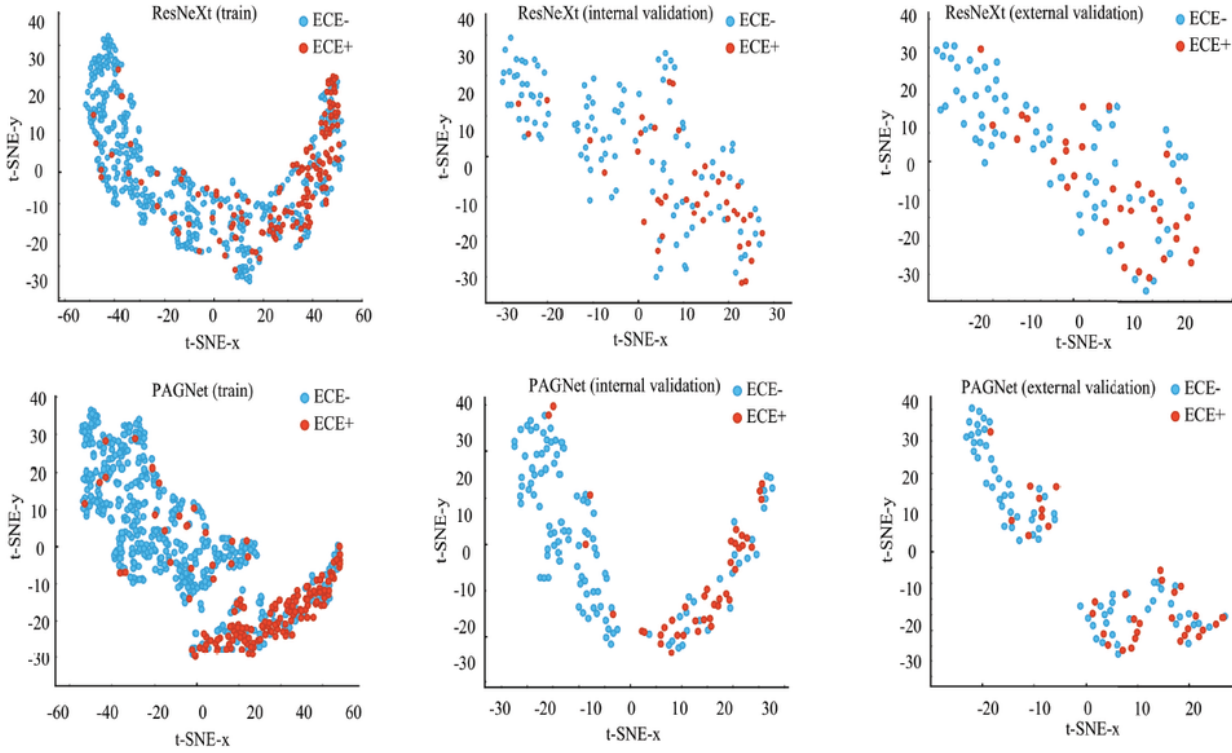 ResNeXt (train)
ECE-
ECE+
40
30
20
10
0
-10
-20
-30
t-SNE-y
-60
-40
-20
0
20
40
60
t-SNE-x
ResNeXt (internal validation)
ECE-
ECE+
40
30
20
10
0
-10
-20
-30
t-SNE-y
-30
-20
-10
0
10
20
30
t-SNE-x
ResNeXt (external validation)
ECE-
ECE+
40
30
20
10
0
-10
-20
-30
t-SNE-y
-20
-10
0
10
20
t-SNE-x
PAGNet (train)
ECE-
ECE+
40
30
20
10
0
-10
-20
-30
t-SNE-y
-60
-40
-20
0
20
40
60
t-SNE-x
PAGNet (internal validation)
ECE-
ECE+
40
30
20
10
0
-10
-20
-30
t-SNE-y
-30
-20
-10
0
10
20
30
t-SNE-x
PAGNet (external validation)
ECE-
ECE+
40
30
20
10
0
-10
-20
-30
t-SNE-y
-20
-10
0
10
20
t-SNE-x